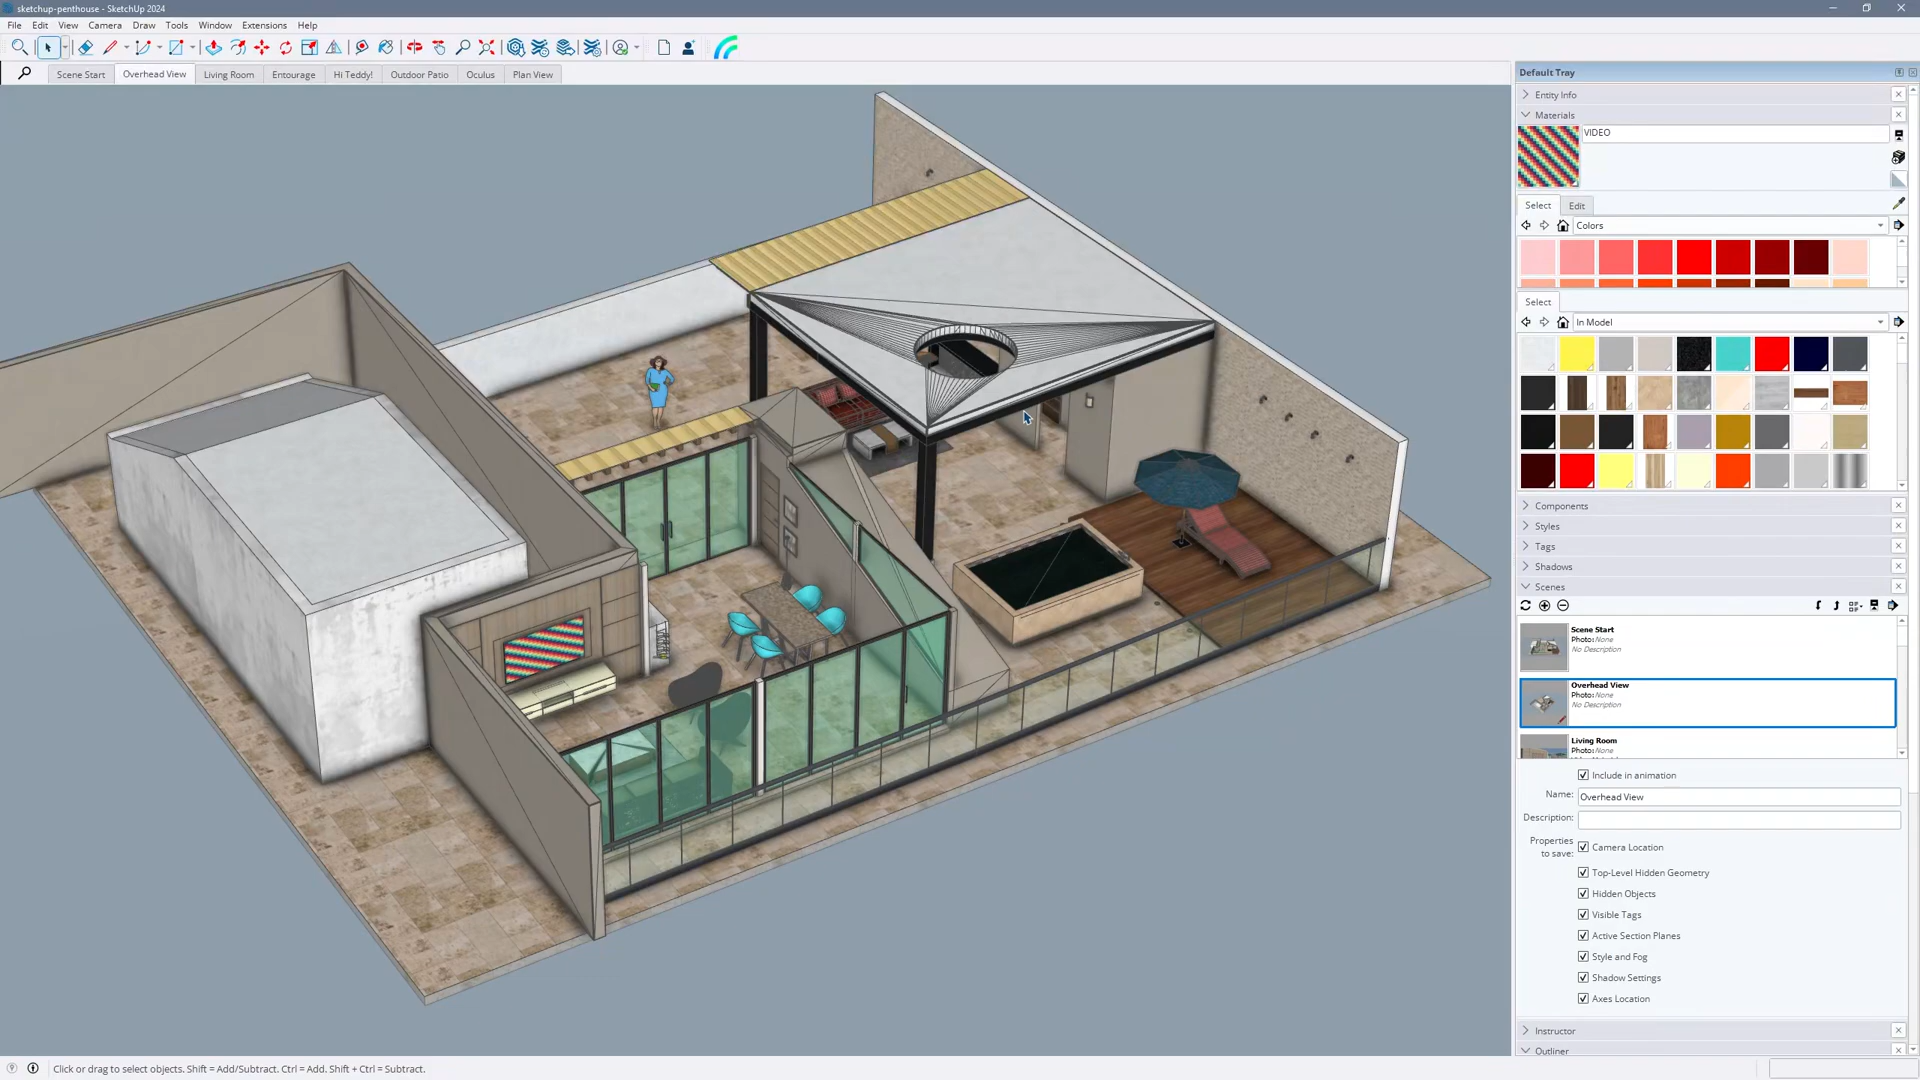 sketchup-penthouse - SketchUp 2024
File Edit View Camera Draw Tools Window Extensions Help
Scene Start Overhead View Living Room Entourage Hi Teddy! Outdoor Patio Oculus Plan View
Default Tray
Entity Info
Materials
VIDEO
Select Edit
Colors
Select
In Model
Components
Styles
Tags
Shadows
Scenes
Scene Start
Photo: None
No Description
Overhead View
Photo: None
No Description
Living Room
Photo: None
Include in animation
Name: Overhead View
Description:
Properties
to save:
Camera Location
Top-Level Hidden Geometry
Hidden Objects
Visible Tags
Active Section Planes
Style and Fog
Shadow Settings
Axes Location
Instructor
Outliner
Click or drag to select objects. Shift = Add/Subtract. Ctrl = Add. Shift + Ctrl = Subtract.